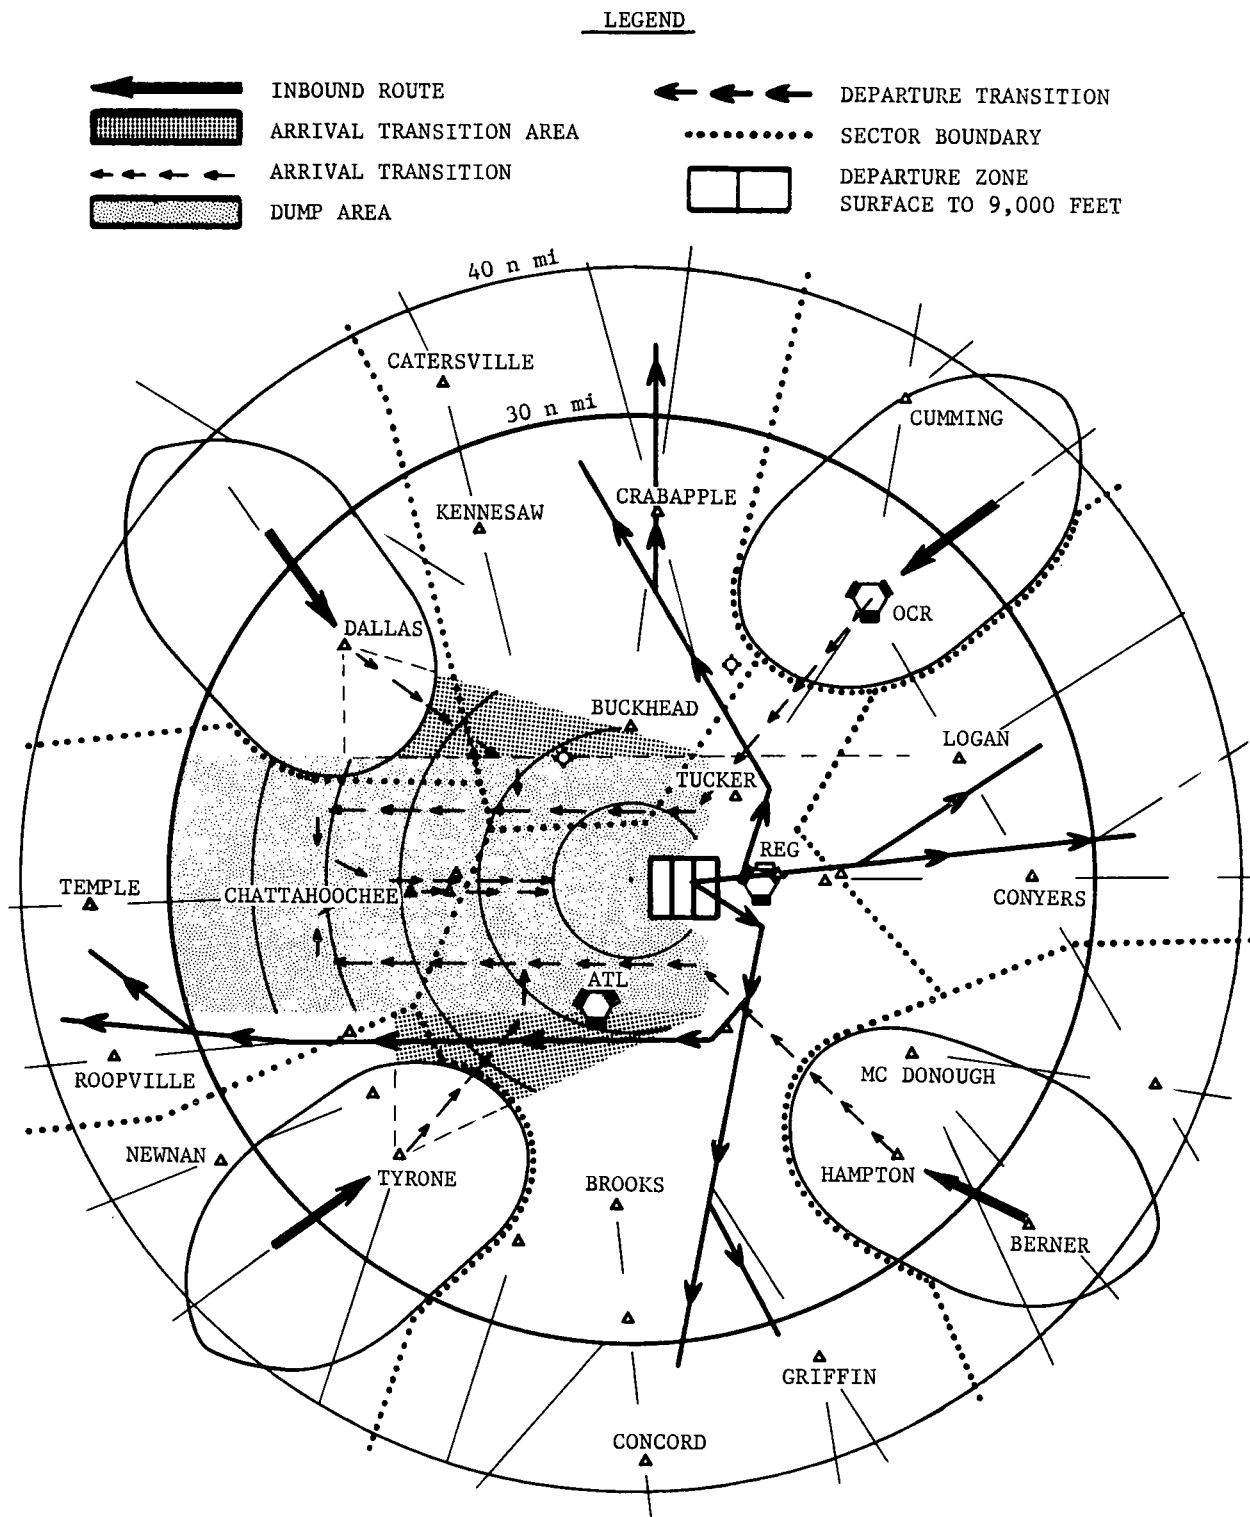 LEGEND
INBOUND ROUTE
ARRIVAL TRANSITION AREA
ARRIVAL TRANSITION
DUMP AREA
DEPARTURE TRANSITION
SECTOR BOUNDARY
DEPARTURE ZONE
SURFACE TO 9,000 FEET
40 n mi
CATERSVILLE
30 n mi
CUMMING
CRABAPPLE
KENNESAW
OCR
DALLAS
BUCKHEAD
LOGAN
TUCKER
REG
TEMPLE
CHATTAHOOCHEE
CONYERS
ATL
ROOPVILLE
MC DONOUGH
NEWNAN
TYRONE
BROOKS
HAMPTON
BERNER
GRIFFIN
CONCORD